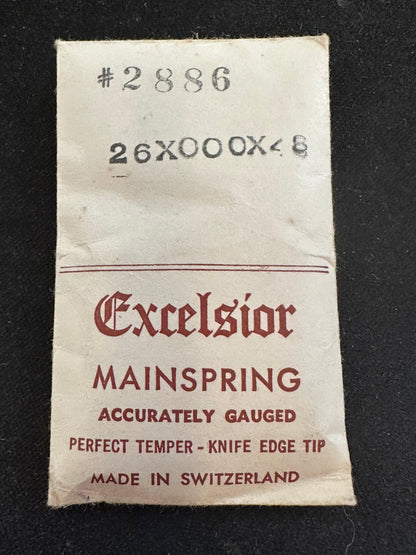 #2886
26X000X48
Excelsior
MAINSPRING
ACCURATELY GAUGED
PERFECT TEMPER - KNIFE EDGE TIP
MADE IN SWITZERLAND